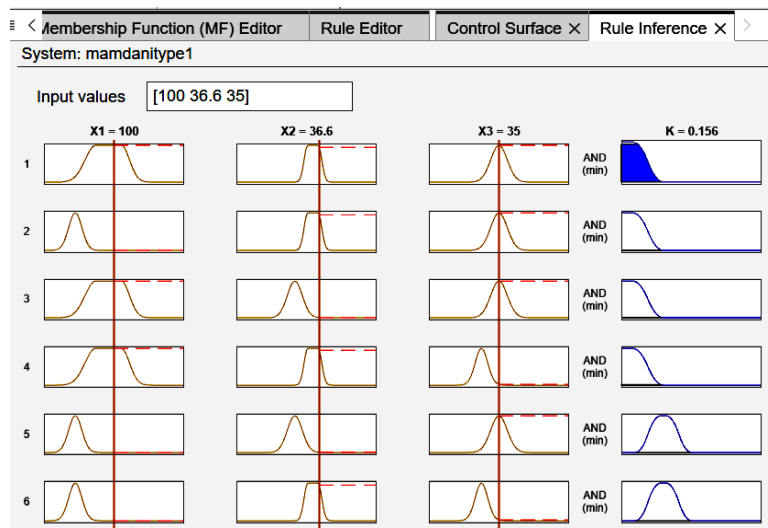 Membership Function (MF) Editor Rule Editor Control Surface × Rule Inference ×
System: mamdanitype1
Input values [100 36.6 35]
X1 = 100 X2 = 36.6 X3 = 35 K = 0.156
1 AND
(min)
2 AND
(min)
3 AND
(min)
4 AND
(min)
5 AND
(min)
6 AND
(min)